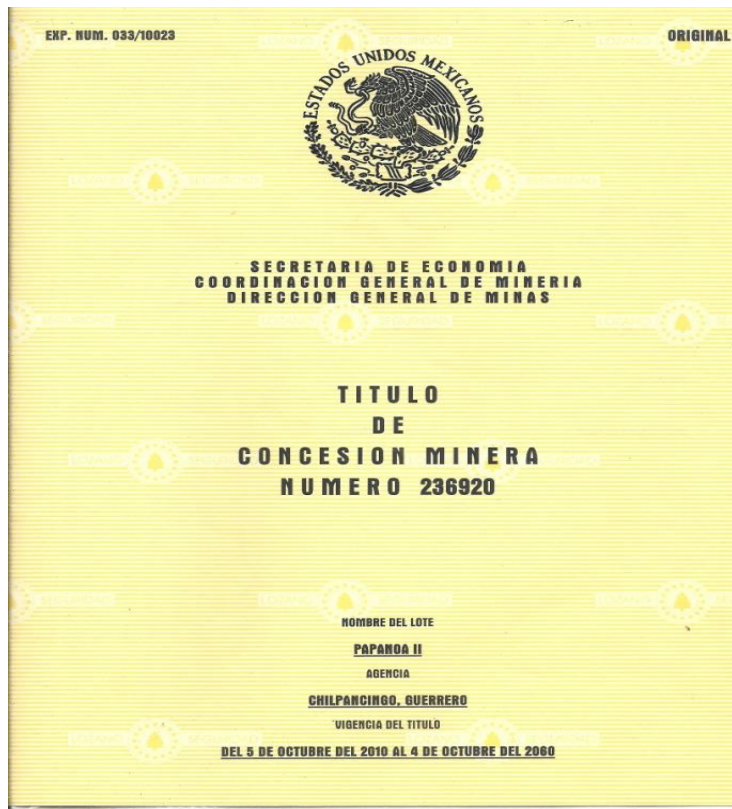 EXP. NUM. 033/10023
ORIGINAL
ESTADOS UNIDOS MEXICANOS
SECRETARIA DE ECONOMIA
COORDINACION GENERAL DE MINERIA
DIRECCION GENERAL DE MINAS
TITULO
DE
CONCESION MINERA
NUMERO 236920
NOMBRE DEL LOTE
PAPANOA II
AGENCIA
CHILPANCINGO, GUERRERO
VIGENCIA DEL TITULO
DEL 5 DE OCTUBRE DEL 2010 AL 4 DE OCTUBRE DEL 2060